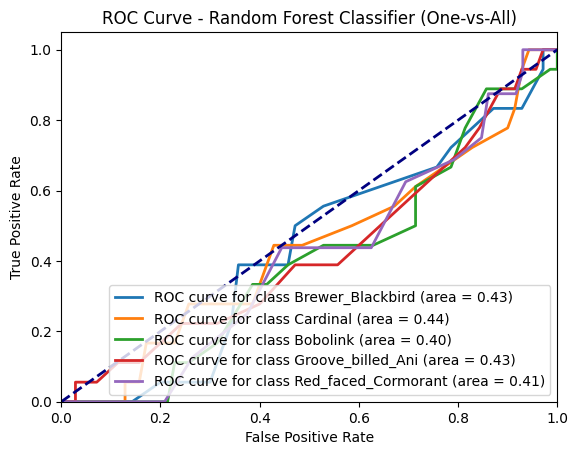 ROC Curve - Random Forest Classifier (One-vs-All)
True Positive Rate
1.0
0.8
0.6
0.4
0.2
0.0
ROC curve for class Brewer_Blackbird (area = 0.43)
ROC curve for class Cardinal (area = 0.44)
ROC curve for class Bobolink (area = 0.40)
ROC curve for class Groove_billed_Ani (area = 0.43)
ROC curve for class Red_faced_Cormorant (area = 0.41)
0.0 0.2 0.4 0.6 0.8 1.0
False Positive Rate